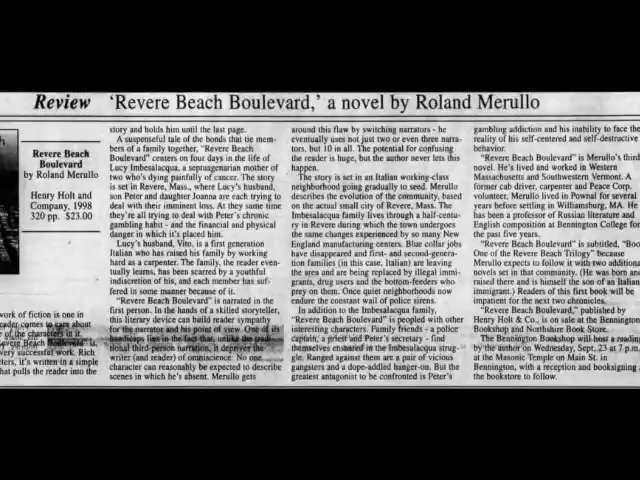 Review 'Revere Beach Boulevard,' a novel by Roland Merullo
Revere Beach
Boulevard
by Roland Merullo
Henry Holt and
Company, 1998
320 pp. $23.00
work of fiction is one in
reader comes to care about
of the characters in it.
"Revere Beach Boulevard" is
very successful work. Rich
it's written in a simple
that pulls the reader into the
story and holds him until the last page.
A suspenseful tale of the bonds that tie mem-
bers of a family together, "Revere Beach
Boulevard" centers on four days in the life of
Lucy Imbesalacqua, a septuagenarian mother of
two who's dying painfully of cancer. The story
is set in Revere, Mass., where Lucy's husband,
son Peter and daughter Joanna are each trying to
deal with their imminent loss. At they same time
they're all trying to deal with Peter's chronic
gambling habit - and the financial and physical
danger in which it's placed him.
Lucy's husband, Vito, is a first generation
Italian who has raised his family by working
hard as a carpenter. The family, the reader even-
tually learns, has been scarred by a youthful
indiscretion of his, and each member has suf-
fered in some manner because of it.
"Revere Beach Boulevard" is narrated in the
first person. In the hands of a skilled storyteller,
this literary device can build reader sympathy
for the narrator and his point of view. One of its
handicaps lies in the fact that, unlike the tradi-
tional third-person narration, it deprives the
writer (and reader) of omniscience: No one
character can reasonably be expected to describe
scenes in which he's absent. Merullo gets
around this flaw by switching narrators - he
eventually uses not just two or even three narra-
tors, but 10 in all. The potential for confusing
the reader is huge, but the author never lets this
happen.
The story is set in an Italian working-class
neighborhood going gradually to seed. Merullo
describes the evolution of the community, based
on the actual small city of Revere, Mass. The
Imbesalacqua family lives through a half-centu-
ry in Revere during which the town undergoes
the same changes experienced by so many New
England manufacturing centers. Blue collar jobs
have disappeared and first- and second-genera-
tion families (in this case, Italian) are leaving
the area and are being replaced by illegal immi-
grants, drug users and the bottom-feeders who
prey on them. Once quiet neighborhoods now
endure the constant wail of police sirens.
In addition to the Imbesalacqua family,
"Revere Beach Boulevard" is peopled with other
interesting characters. Family friends - a police
captain, a priest and Peter's secretary - find
themselves ensnared in the Imbesalacqua strug-
gle. Ranged against them are a pair of vicious
gangsters and a dope-addled hanger-on. But the
greatest antagonist to be confronted is Peter's
gambling addiction and his inability to face the
reality of his self-centered and self-destructive
behavior.
"Revere Beach Boulevard" is Merullo's third
novel. He's lived and worked in Western
Massachusetts and Southwestern Vermont. A
former cab driver, carpenter and Peace Corp.
volunteer, Merullo lived in Pownal for several
years before settling in Williamsburg, MA. H
has been a professor of Russian literature and
English composition at Bennington College for
the past five years.
"Revere Beach Boulevard" is subtitled, "Boo
One of the Revere Beach Trilogy" because
Merullo expects to follow it with two additional
novels set in that community. (He was born and
raised there and is himself the son of an Italian
immigrant.) Readers of this first book will be
impatient for the next two chronicles.
"Revere Beach Boulevard," published by
Henry Holt & Co., is on sale at the Bennington
Bookshop and Northshire Book Store.
The Bennington Bookshop will host a reading
by the author on Wednesday, Sept. 23 at 7 p.m.
at the Masonic Temple on Main St. in
Bennington, with a reception and booksigning a
the bookstore to follow.